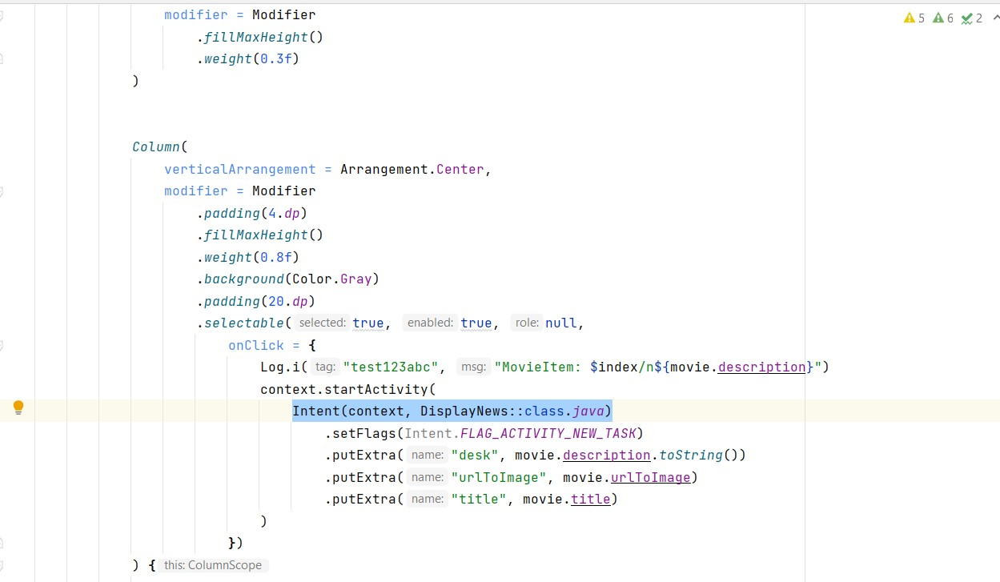 modifier = Modifier
.fillMaxHeight()
.weight(0.3f)
)
Column(
verticalArrangement = Arrangement.Center,
modifier = Modifier
.padding(4.dp)
.fillMaxHeight()
.weight(0.8f)
.background(Color.Gray)
.padding(20.dp)
.selectable( selected: true, enabled: true, role: null,
onClick = {
Log.i( tag: "test123abc", msg: "MovieItem: $index/n${movie.description}")
context.startActivity(
Intent(context, DisplayNews::class.java)
.setFlags(Intent.FLAG_ACTIVITY_NEW_TASK)
.putExtra( name: "desk", movie.description.toString())
.putExtra( name: "urlToImage", movie.urlToImage)
.putExtra( name: "title", movie.title)
)
})
) { this: ColumnScope
5 6 2